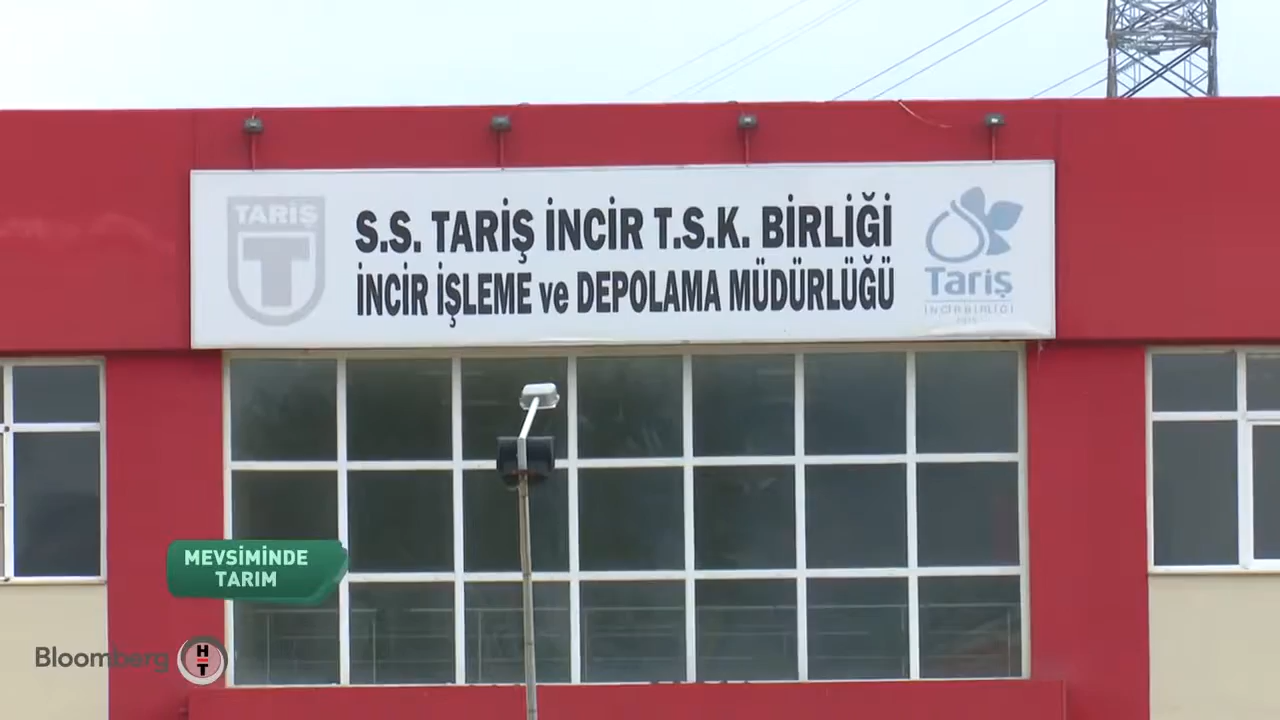 TARİŞ
T
S.S. TARİŞ İNCİR T.S.K. BİRLİĞİ
İNCİR İŞLEME ve DEPOLAMA MÜDÜRLÜĞÜ
Tariş
İNCİR BİRLİĞİ
MEVSİMİNDE
TARIM
Bloomberg HT